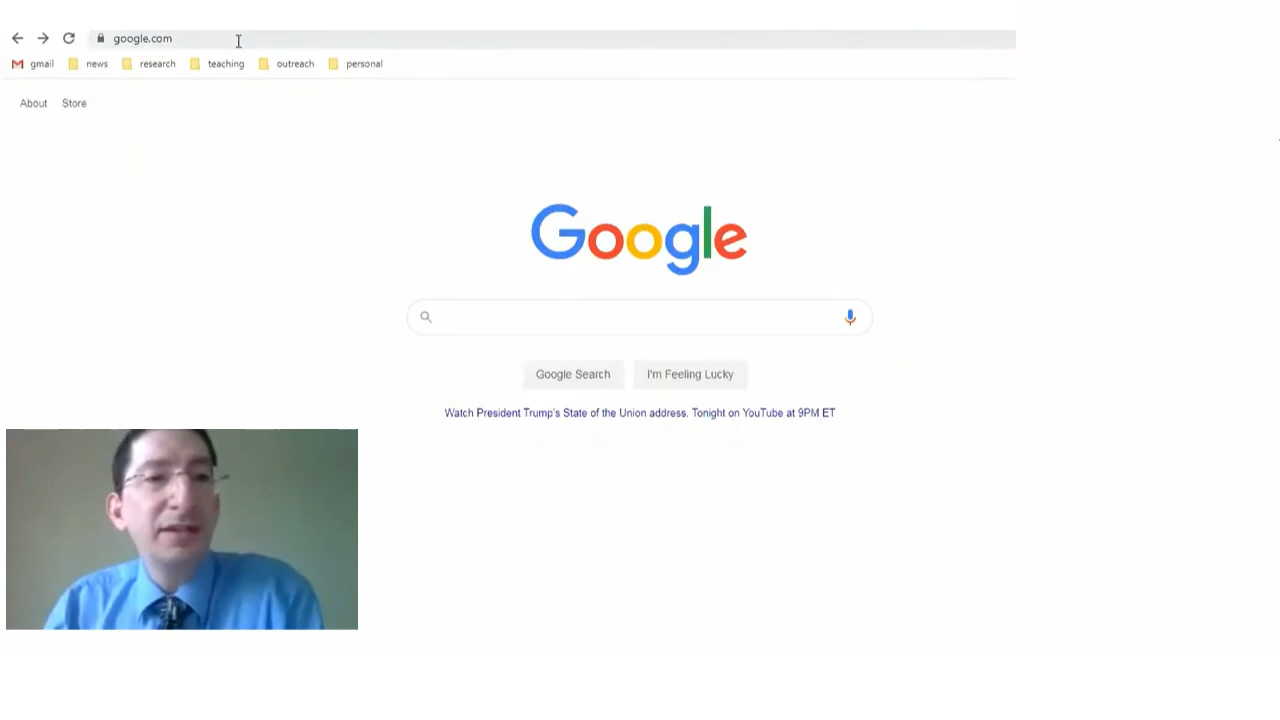 google.com
gmail news research teaching outreach personal
About Store
Google
Google Search I'm Feeling Lucky
Watch President Trump's State of the Union address. Tonight on YouTube at 9PM ET